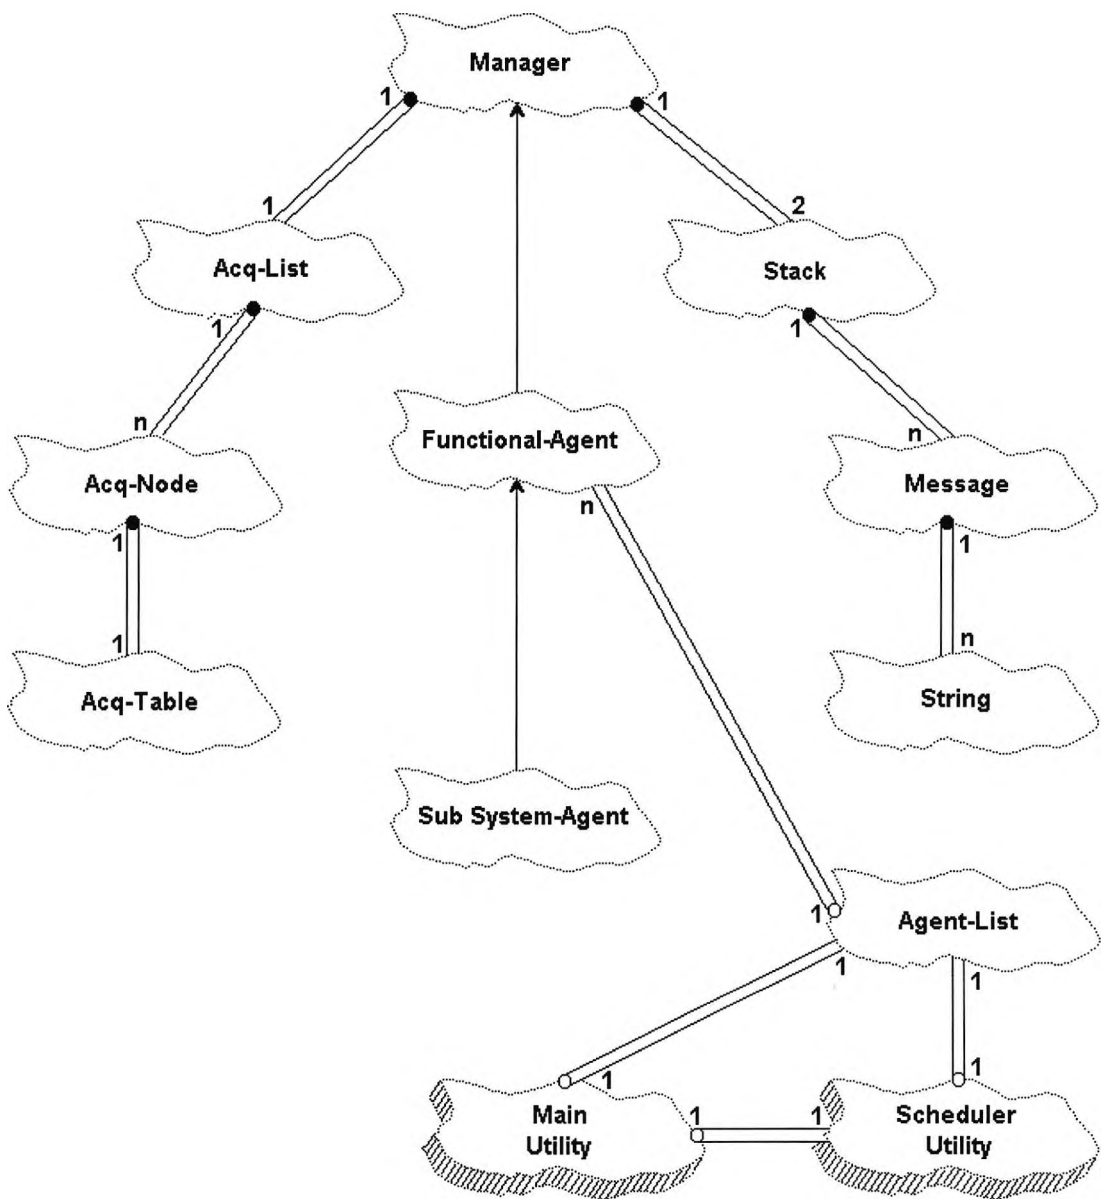 Manager
1
1
1
2
Acq-List
Stack
1
1
n
Functional-Agent
n
Acq-Node
n
Message
1
1
1
n
Acq-Table
String
Sub System-Agent
1
Agent-List
1
1
1
1
Main
Utility
1
1
Scheduler
Utility